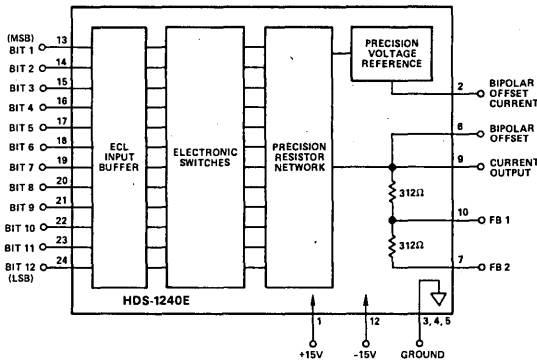 (MSB)
BIT 1 13
BIT 2 14
BIT 3 15
BIT 4 16
BIT 5 17
BIT 6 18
BIT 7 19
BIT 8 20
BIT 9 21
BIT 10 22
BIT 11 23
BIT 12 24
(LSB)
ECL
INPUT
BUFFER
ELECTRONIC
SWITCHES
PRECISION
RESISTOR
NETWORK
PRECISION
VOLTAGE
REFERENCE
2 BIPOLAR
OFFSET
CURRENT
6 BIPOLAR
OFFSET
9 CURRENT
OUTPUT
312Ω
10 FB 1
312Ω
7 FB 2
HDS-1240E
1 12 3, 4, 5
+15V -15V GROUND